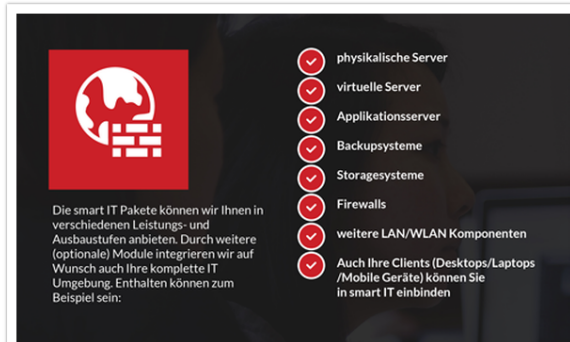 Die smart IT Pakete können wir Ihnen in
verschiedenen Leistungs- und
Ausbaustufen anbieten. Durch weitere
(optionale) Module integrieren wir auf
Wunsch auch Ihre komplette IT
Umgebung. Enthalten können zum
Beispiel sein:
physikalische Server
virtuelle Server
Applikationsserver
Backupsysteme
Storagesysteme
Firewalls
weitere LAN/WLAN Komponenten
Auch Ihre Clients (Desktops/Laptops
/Mobile Geräte) können Sie
in smart IT einbinden